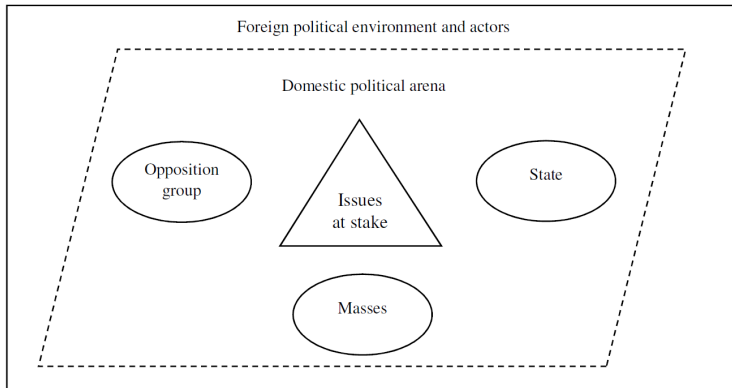 Foreign political environment and actors
Domestic political arena
Opposition
group
State
Issues
at stake
Masses